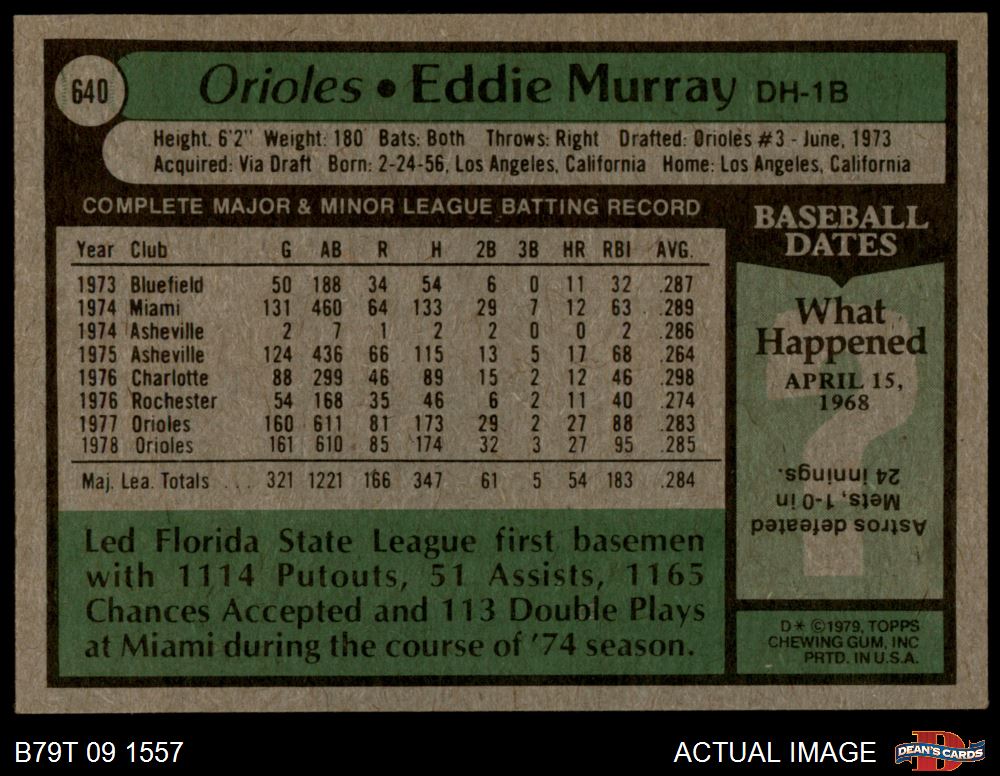 640
Orioles • Eddie Murray DH-1B
Height. 6'2" Weight: 180 Bats: Both Throws: Right Drafted: Orioles #3 - June, 1973
Acquired: Via Draft Born: 2-24-56, Los Angeles, California Home: Los Angeles, California
COMPLETE MAJOR & MINOR LEAGUE BATTING RECORD
Year Club G AB R H 2B 3B HR RBI AVG.
1973 Bluefield 50 188 34 54 6 0 11 32 .287
1974 Miami 131 460 64 133 29 7 12 63 .289
1974 Asheville 2 7 1 2 2 0 0 2 .286
1975 Asheville 124 436 66 115 13 5 17 68 .264
1976 Charlotte 88 299 46 89 15 2 12 46 .298
1976 Rochester 54 168 35 46 6 2 11 40 .274
1977 Orioles 160 611 81 173 29 2 27 88 .283
1978 Orioles 161 610 85 174 32 3 27 95 .285
Maj. Lea. Totals ... 321 1221 166 347 61 5 54 183 .284
Led Florida State League first basemen
with 1114 Putouts, 51 Assists, 1165
Chances Accepted and 113 Double Plays
at Miami during the course of '74 season.
BASEBALL
DATES
What
Happened
APRIL 15,
1968
Astros defeated
Mets, 1-0 in
24 innings.
D* ©1979, TOPPS
CHEWING GUM, INC
PRTD. IN U.S.A.
B79T 09 1557
ACTUAL IMAGE
DEAN'S CARDS